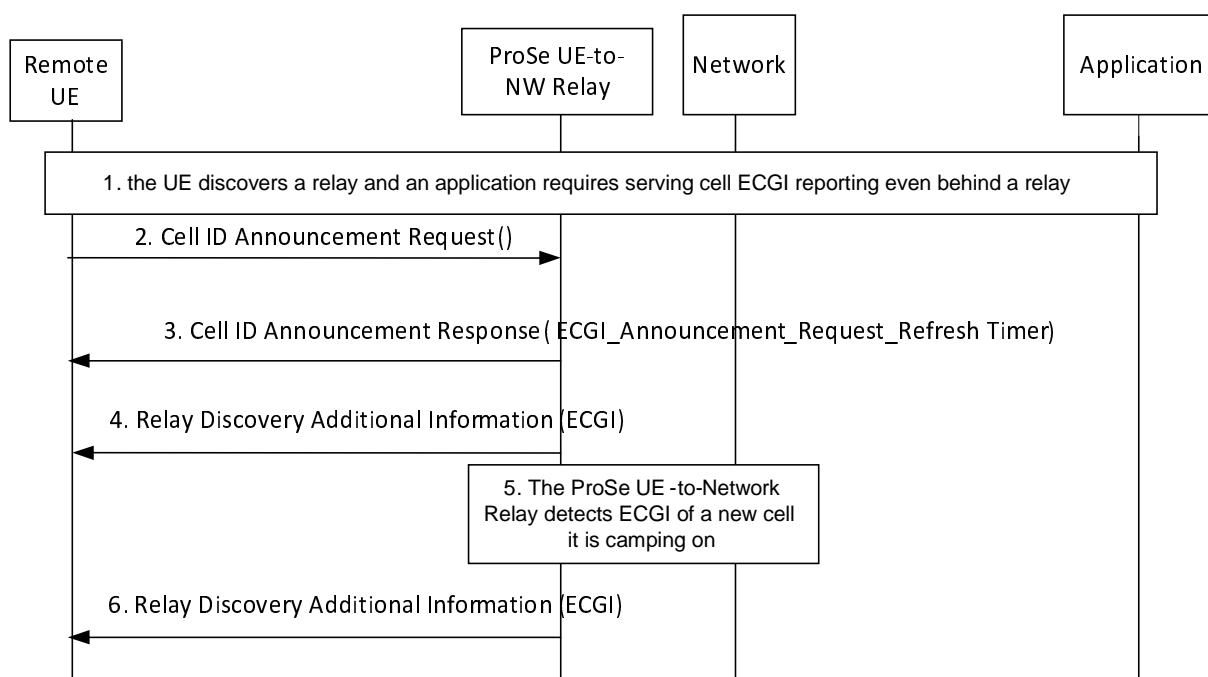 Remote
UE
ProSe UE-to-
NW Relay
Network
Application
1. the UE discovers a relay and an application requires serving cell ECGI reporting even behind a relay
2. Cell ID Announcement Request()
3. Cell ID Announcement Response( ECGI_Announcement_Request_Refresh Timer)
4. Relay Discovery Additional Information (ECGI)
5. The ProSe UE -to-Network
Relay detects ECGI of a new cell
it is camping on
6. Relay Discovery Additional Information (ECGI)